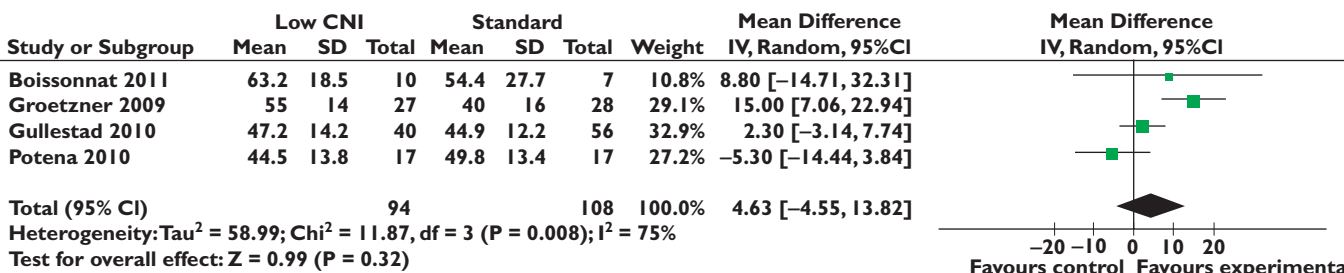 Low CNI Standard Mean Difference Mean Difference
Study or Subgroup Mean SD Total Mean SD Total Weight IV, Random, 95%CI IV, Random, 95%CI
Boissonnat 2011 63.2 18.5 10 54.4 27.7 7 10.8% 8.80 [−14.71, 32.31]
Groetzner 2009 55 14 27 40 16 28 29.1% 15.00 [7.06, 22.94]
Gullestad 2010 47.2 14.2 40 44.9 12.2 56 32.9% 2.30 [−3.14, 7.74]
Potena 2010 44.5 13.8 17 49.8 13.4 17 27.2% −5.30 [−14.44, 3.84]
Total (95% CI) 94 108 100.0% 4.63 [−4.55, 13.82]
Heterogeneity: Tau² = 58.99; Chi² = 11.87, df = 3 (P = 0.008); I² = 75%
−20 −10 0 10 20
Test for overall effect: Z = 0.99 (P = 0.32)
Favours control Favours experimenta